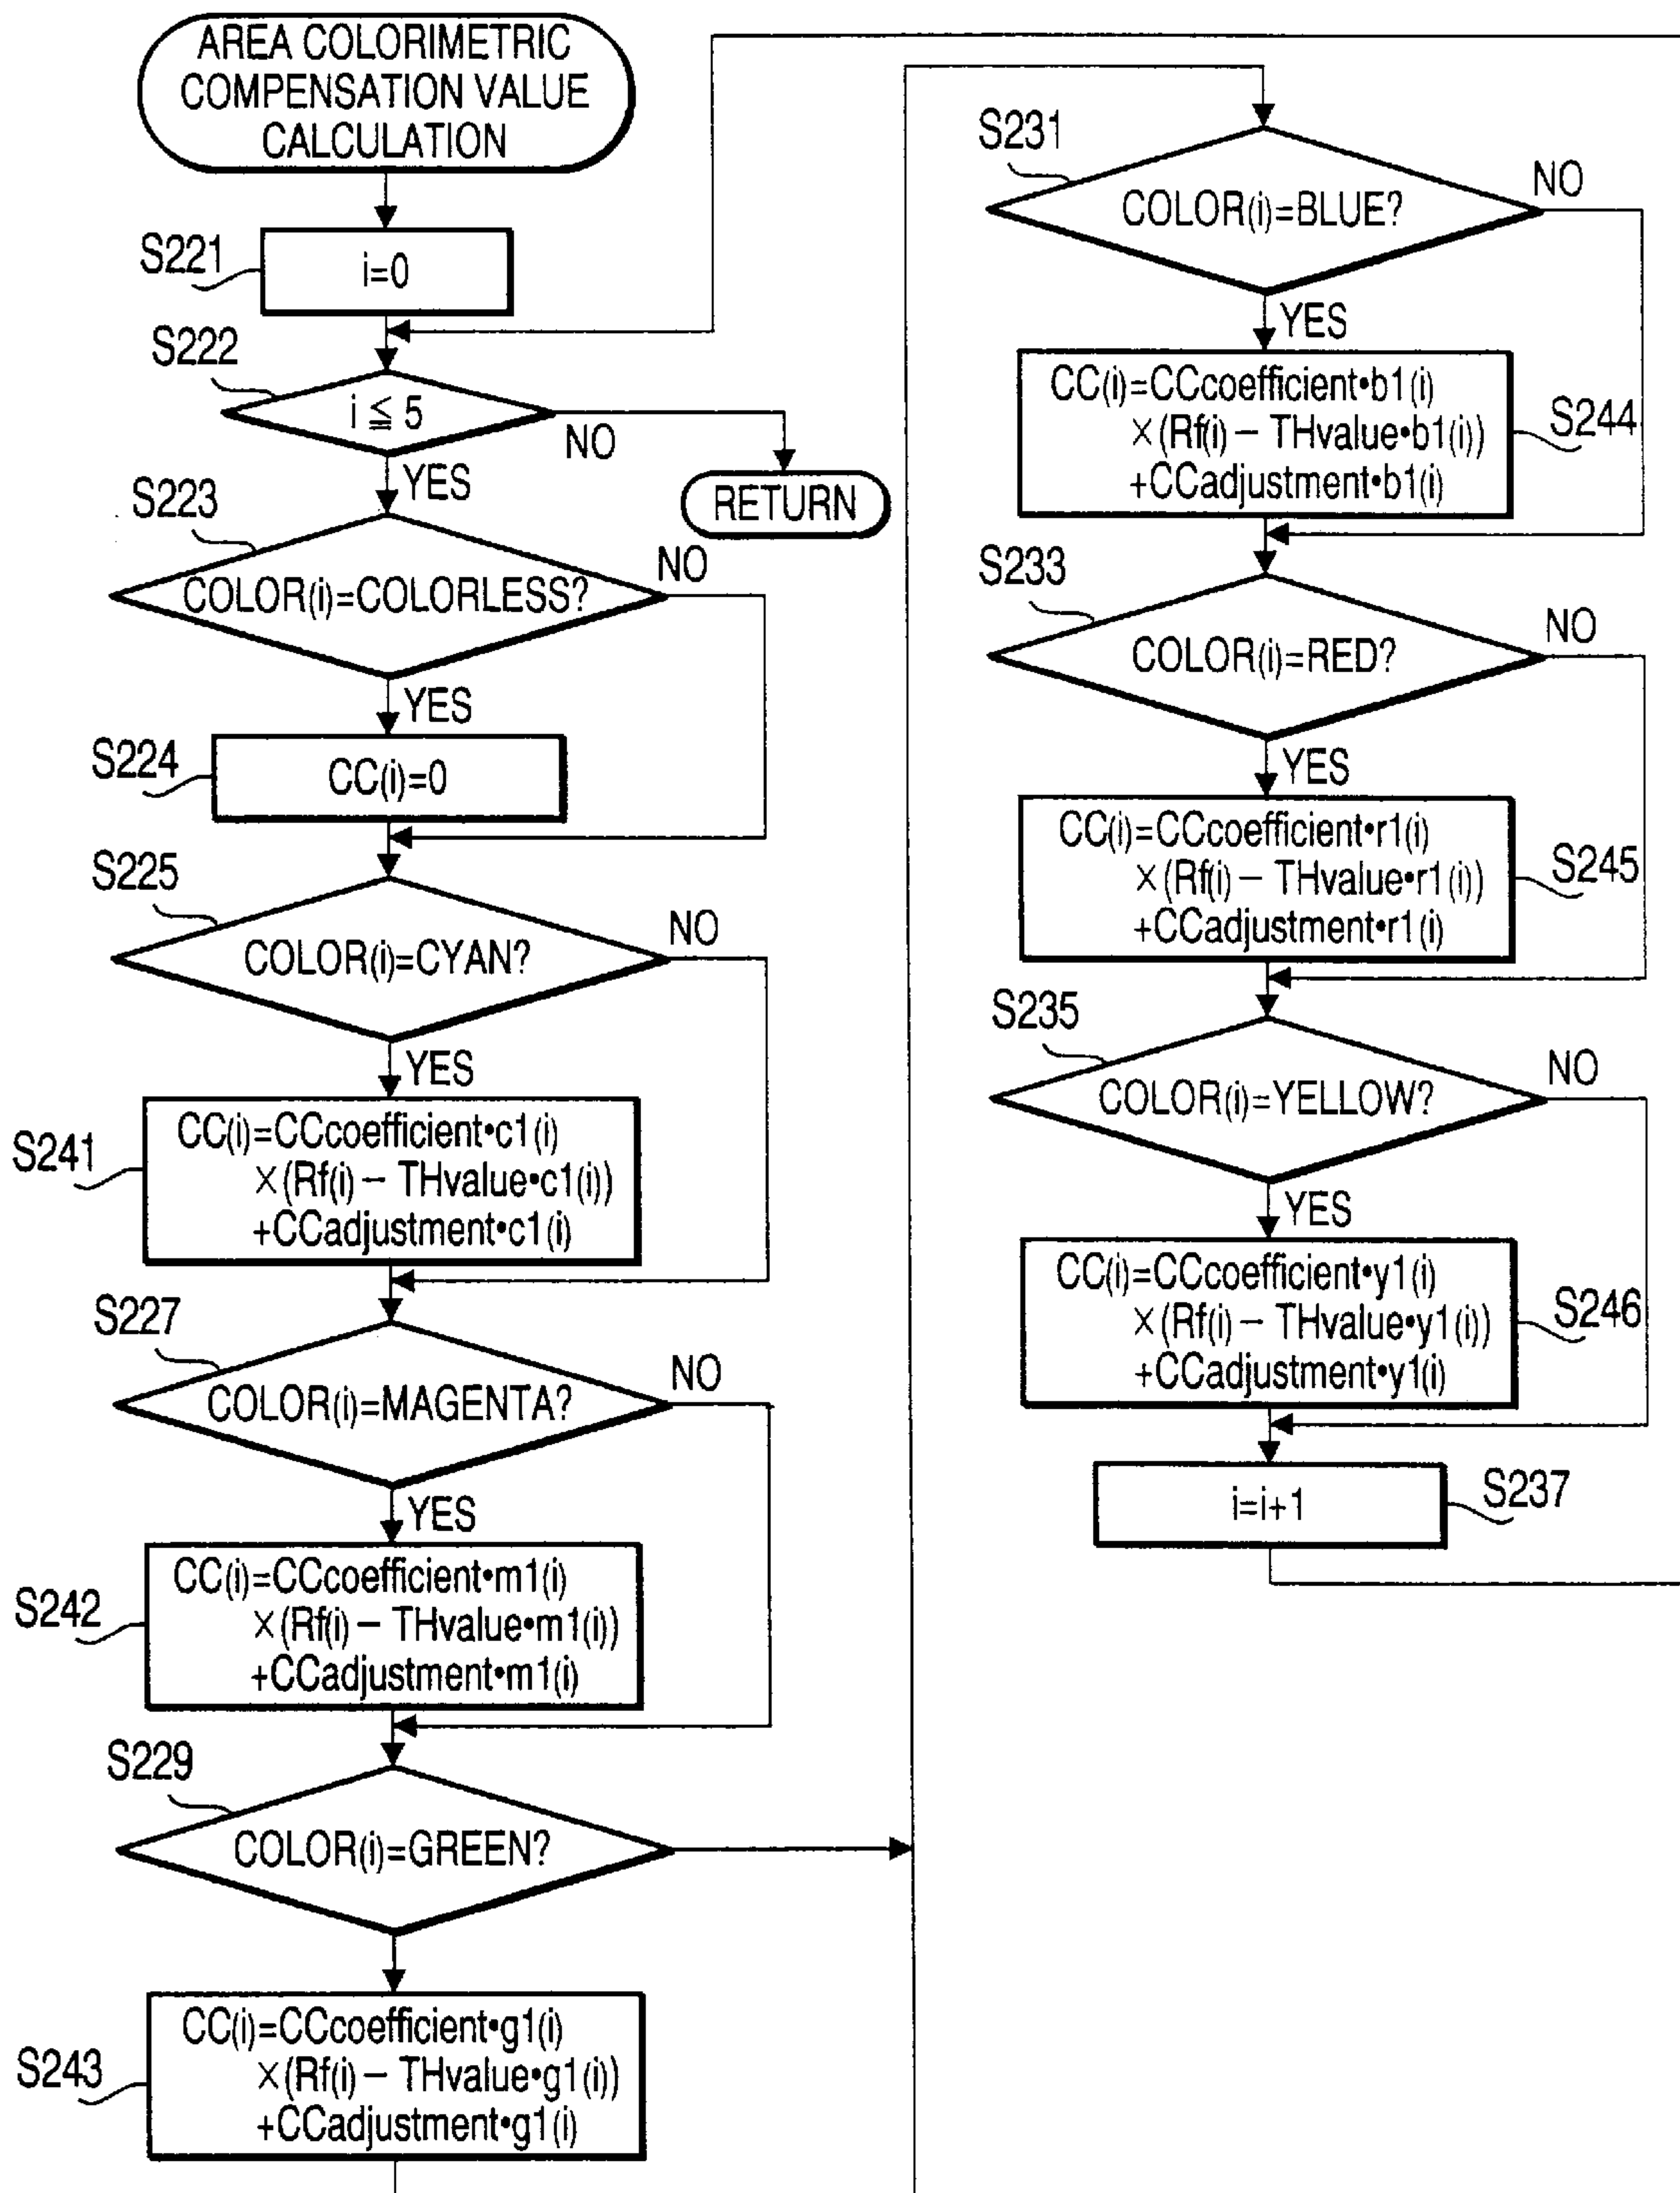 AREA COLORIMETRIC
COMPENSATION VALUE
CALCULATION
S221
i=0
S222
i ≦ 5
NO
YES
RETURN
S223
COLOR(i)=COLORLESS?
NO
YES
S224
CC(i)=0
S225
COLOR(i)=CYAN?
NO
YES
S241
CC(i)=CCcoefficient•c1(i)
×(Rf(i) – THvalue•c1(i))
+CCadjustment•c1(i)
S227
COLOR(i)=MAGENTA?
NO
YES
S242
CC(i)=CCcoefficient•m1(i)
×(Rf(i) – THvalue•m1(i))
+CCadjustment•m1(i)
S229
COLOR(i)=GREEN?
S243
CC(i)=CCcoefficient•g1(i)
×(Rf(i) – THvalue•g1(i))
+CCadjustment•g1(i)
S231
COLOR(i)=BLUE?
NO
YES
CC(i)=CCcoefficient•b1(i)
×(Rf(i) – THvalue•b1(i))
+CCadjustment•b1(i)
S244
S233
COLOR(i)=RED?
NO
YES
CC(i)=CCcoefficient•r1(i)
×(Rf(i) – THvalue•r1(i))
+CCadjustment•r1(i)
S245
S235
COLOR(i)=YELLOW?
NO
YES
CC(i)=CCcoefficient•y1(i)
×(Rf(i) – THvalue•y1(i))
+CCadjustment•y1(i)
S246
i=i+1
S237